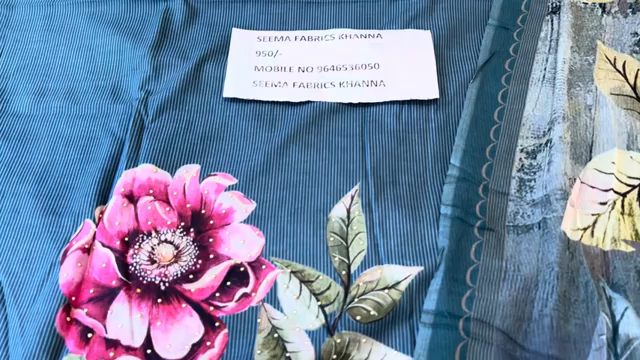 SEEMA FABRICS KHANNA
950/-
MOBILE NO 9646536050
SEEMA FABRICS KHANNA